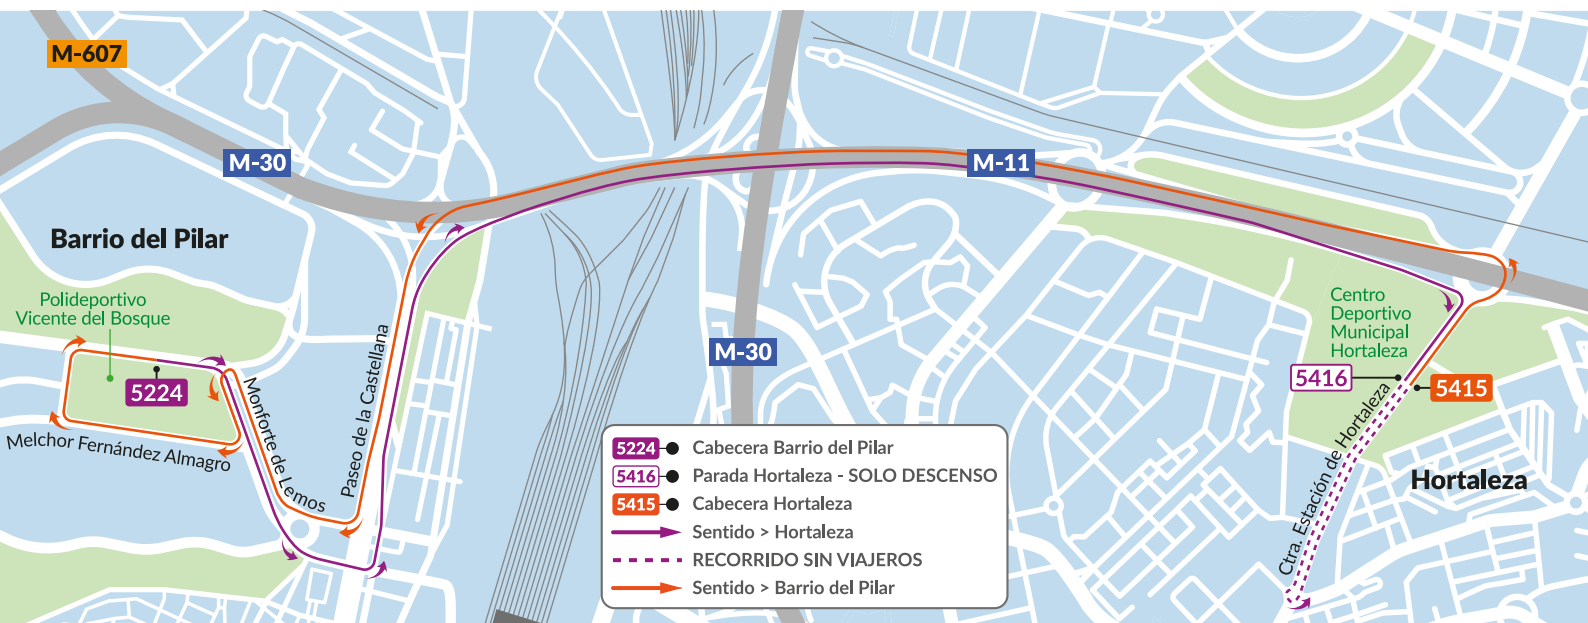 M-607
M-30
M-11
Barrio del Pilar
Polideportivo
Vicente del Bosque
5224
Monforte de Lemos
Melchor Fernández Almagro
Paseo de la Castellana
M-30
Centro
Deportivo
Municipal
Hortaleza
5416
5415
Ctra. Estación de Hortaleza
Hortaleza
5224 Cabecera Barrio del Pilar
5416 Parada Hortaleza - SOLO DESCENSO
5415 Cabecera Hortaleza
Sentido > Hortaleza
RECORRIDO SIN VIAJEROS
Sentido > Barrio del Pilar